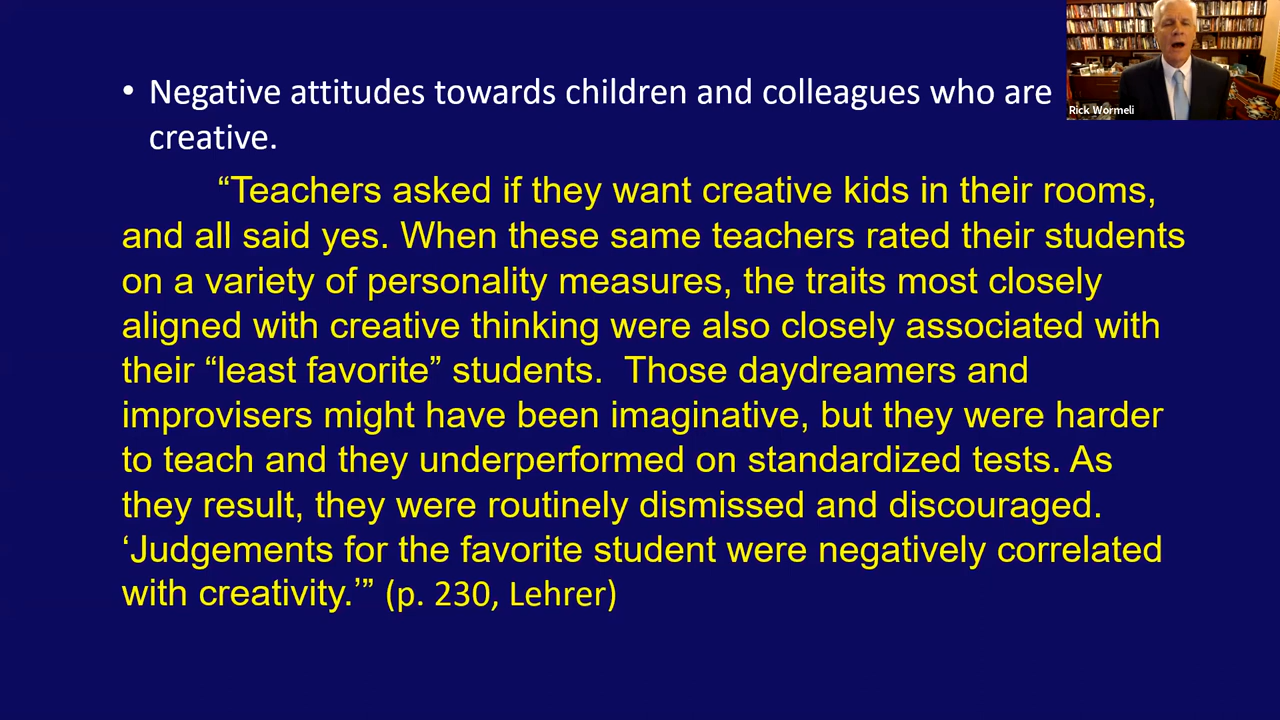 • Negative attitudes towards children and colleagues who are
creative.
Rick Wormeli
“Teachers asked if they want creative kids in their rooms,
and all said yes. When these same teachers rated their students
on a variety of personality measures, the traits most closely
aligned with creative thinking were also closely associated with
their “least favorite” students.  Those daydreamers and
improvisers might have been imaginative, but they were harder
to teach and they underperformed on standardized tests. As
they result, they were routinely dismissed and discouraged.
‘Judgements for the favorite student were negatively correlated
with creativity.’” (p. 230, Lehrer)